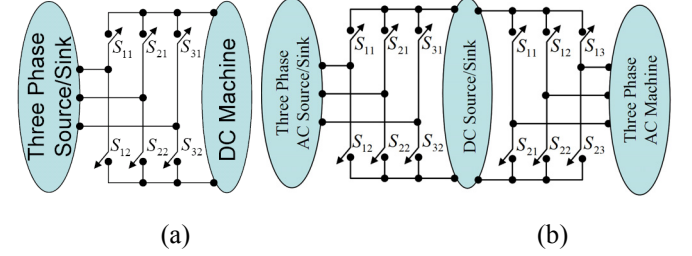 Three Phase
Source/Sink
S11
S21
S31
S12
S22
S32
DC Machine
Three Phase
AC Source/Sink
S11
S21
S31
S12
S22
S32
DC Source/Sink
S11
S12
S13
S21
S22
S23
Three Phase
AC Machine
(a)
(b)